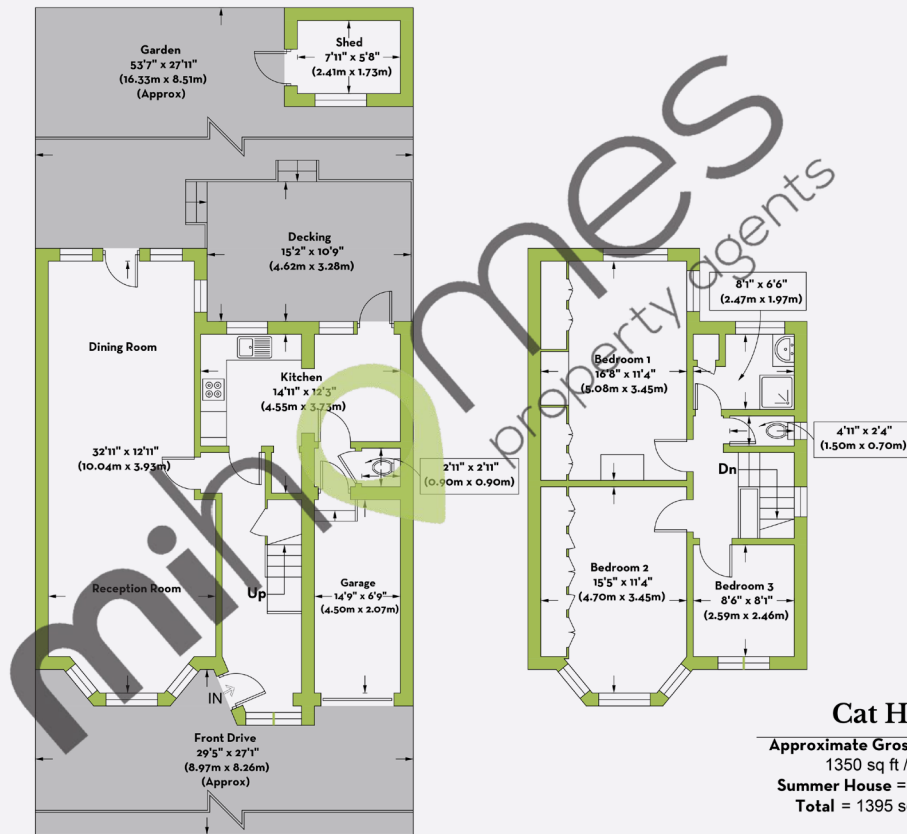 Garden
53'7" x 27'11"
(16.33m x 8.51m)
(Approx)
Shed
7'11" x 5'8"
(2.41m x 1.73m)
Decking
15'2" x 10'9"
(4.62m x 3.28m)
Dining Room
32'11" x 12'11"
(10.04m x 3.93m)
Kitchen
14'11" x 12'3"
(4.55m x 3.73m)
2'11" x 2'11"
(0.90m x 0.90m)
Reception Room
Up
Garage
14'9" x 6'9"
(4.50m x 2.07m)
IN
Front Drive
29'5" x 27'1"
(8.97m x 8.26m)
(Approx)
8'1" x 6'6"
(2.47m x 1.97m)
Bedroom 1
16'8" x 11'4"
(5.08m x 3.45m)
4'11" x 2'4"
(1.50m x 0.70m)
Dn
Bedroom 2
15'5" x 11'4"
(4.70m x 3.45m)
Bedroom 3
8'6" x 8'1"
(2.59m x 2.46m)
mihomes
property agents
Cat H
Approximate Gros
1350 sq ft /
Summer House =
Total = 1395 s